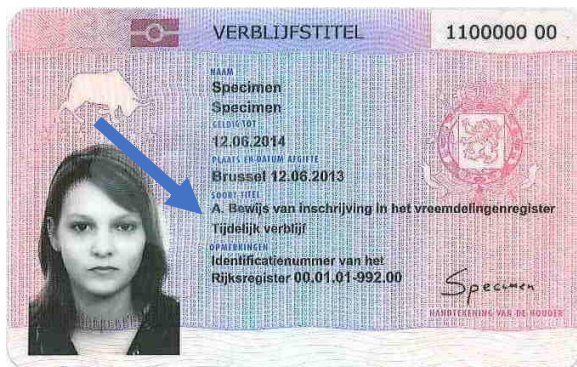 VERBLIJFSTITEL
1100000 00
NAAM
Specimen
Specimen
GELDIG TOT
12.06.2014
PLAATS EN DATUM AFGIFTE
Brussel 12.06.2013
SOORT TITEL
A. Bewijs van inschrijving in het vreemdelingenregister
Tijdelijk verblijf
OPMERKINGEN
Identificatienummer van het
Rijksregister 00.01.01-992.00
Specimen
HANDTEKENING VAN DE HOUDER